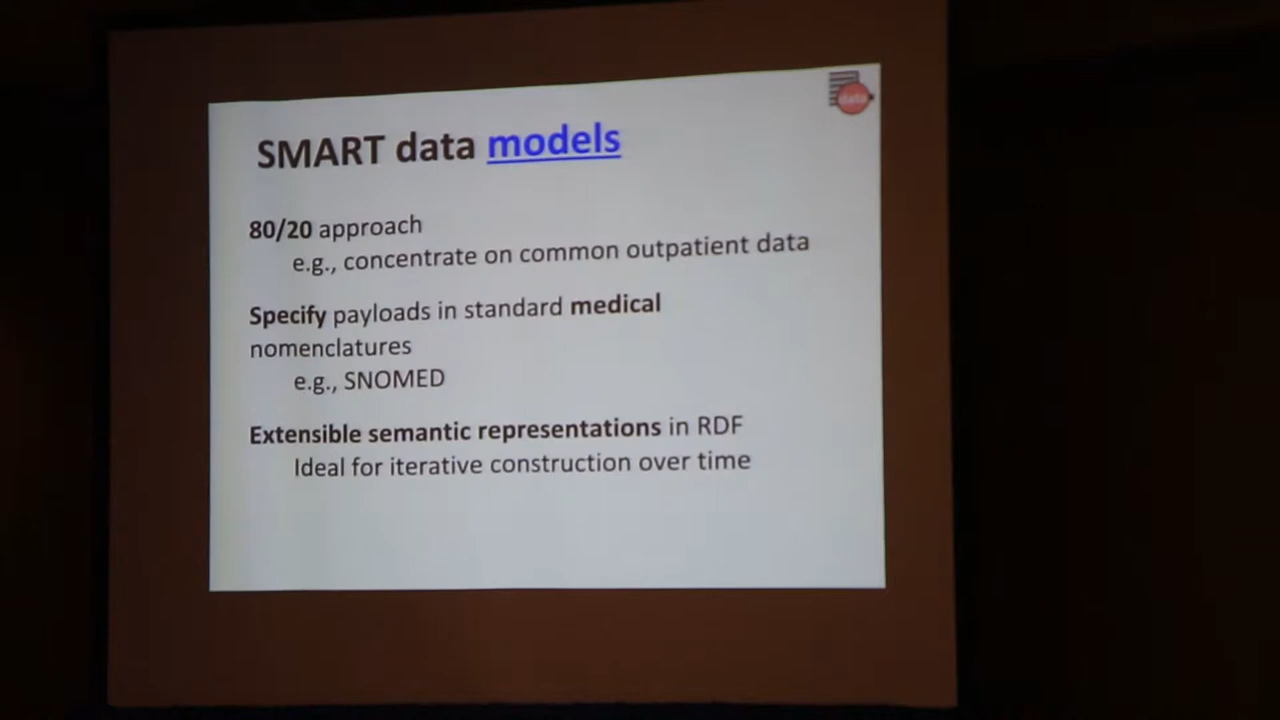 data
SMART data models
80/20 approach
e.g., concentrate on common outpatient data
Specify payloads in standard medical
nomenclatures
e.g., SNOMED
Extensible semantic representations in RDF
Ideal for iterative construction over time